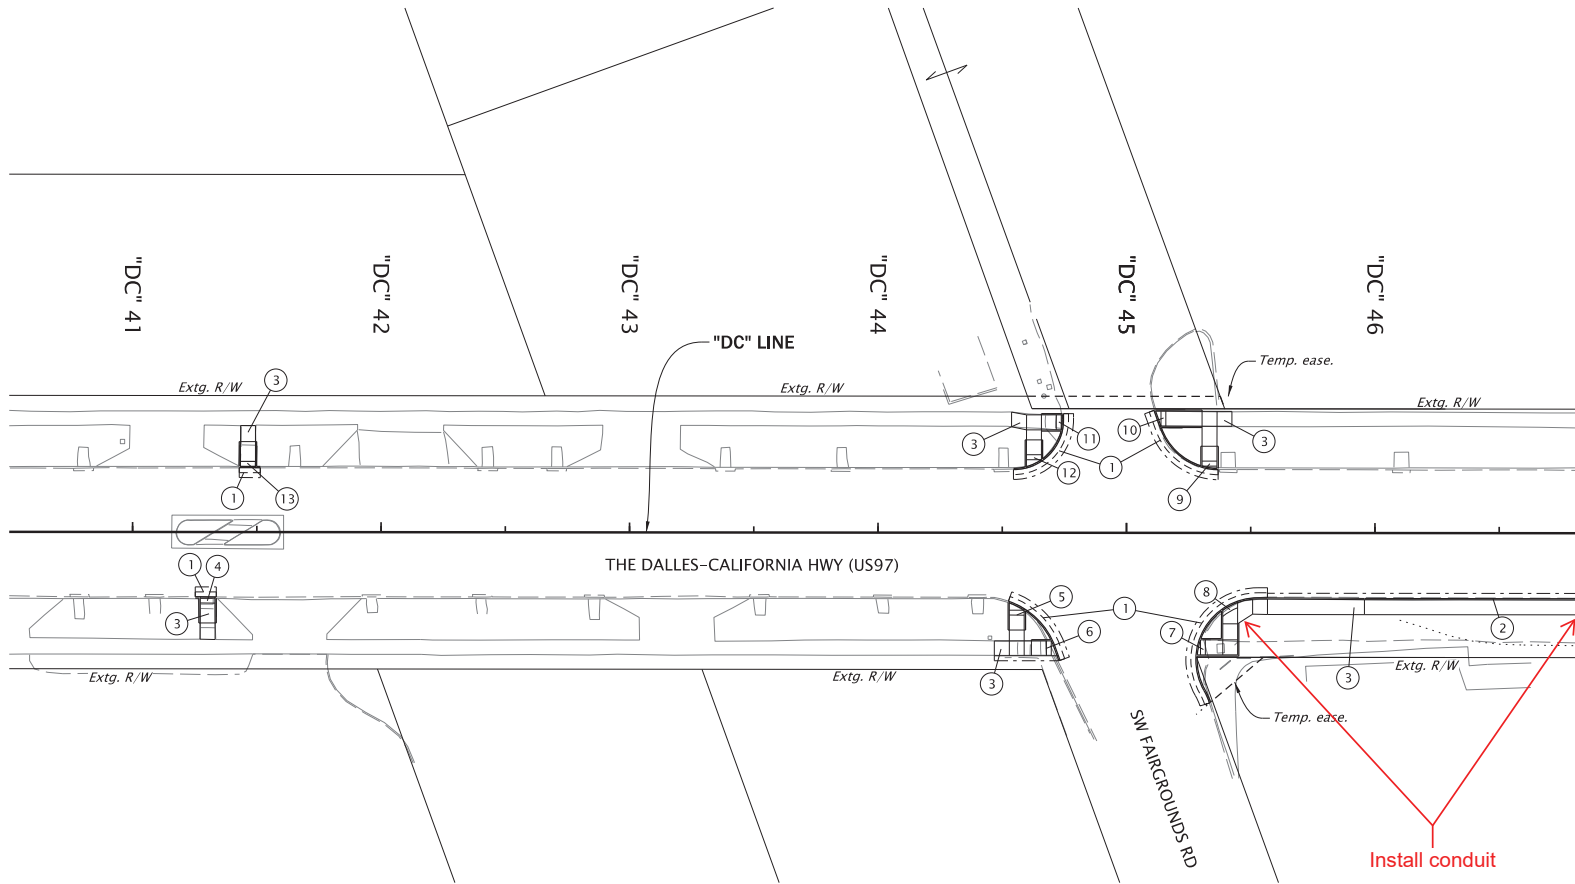 "DC" 41
"DC" 42
"DC" 43
"DC" 44
"DC" 45
"DC" 46
"DC" LINE
Temp. ease.
Extg. R/W
3
Extg. R/W
Extg. R/W
3
11
10
3
1
13
12
1
9
THE DALLES-CALIFORNIA HWY (US97)
1
4
3
5
1
8
6
7
2
3
Extg. R/W
Extg. R/W
Extg. R/W
3
Temp. ease.
SW FAIRGROUNDS RD
Install conduit